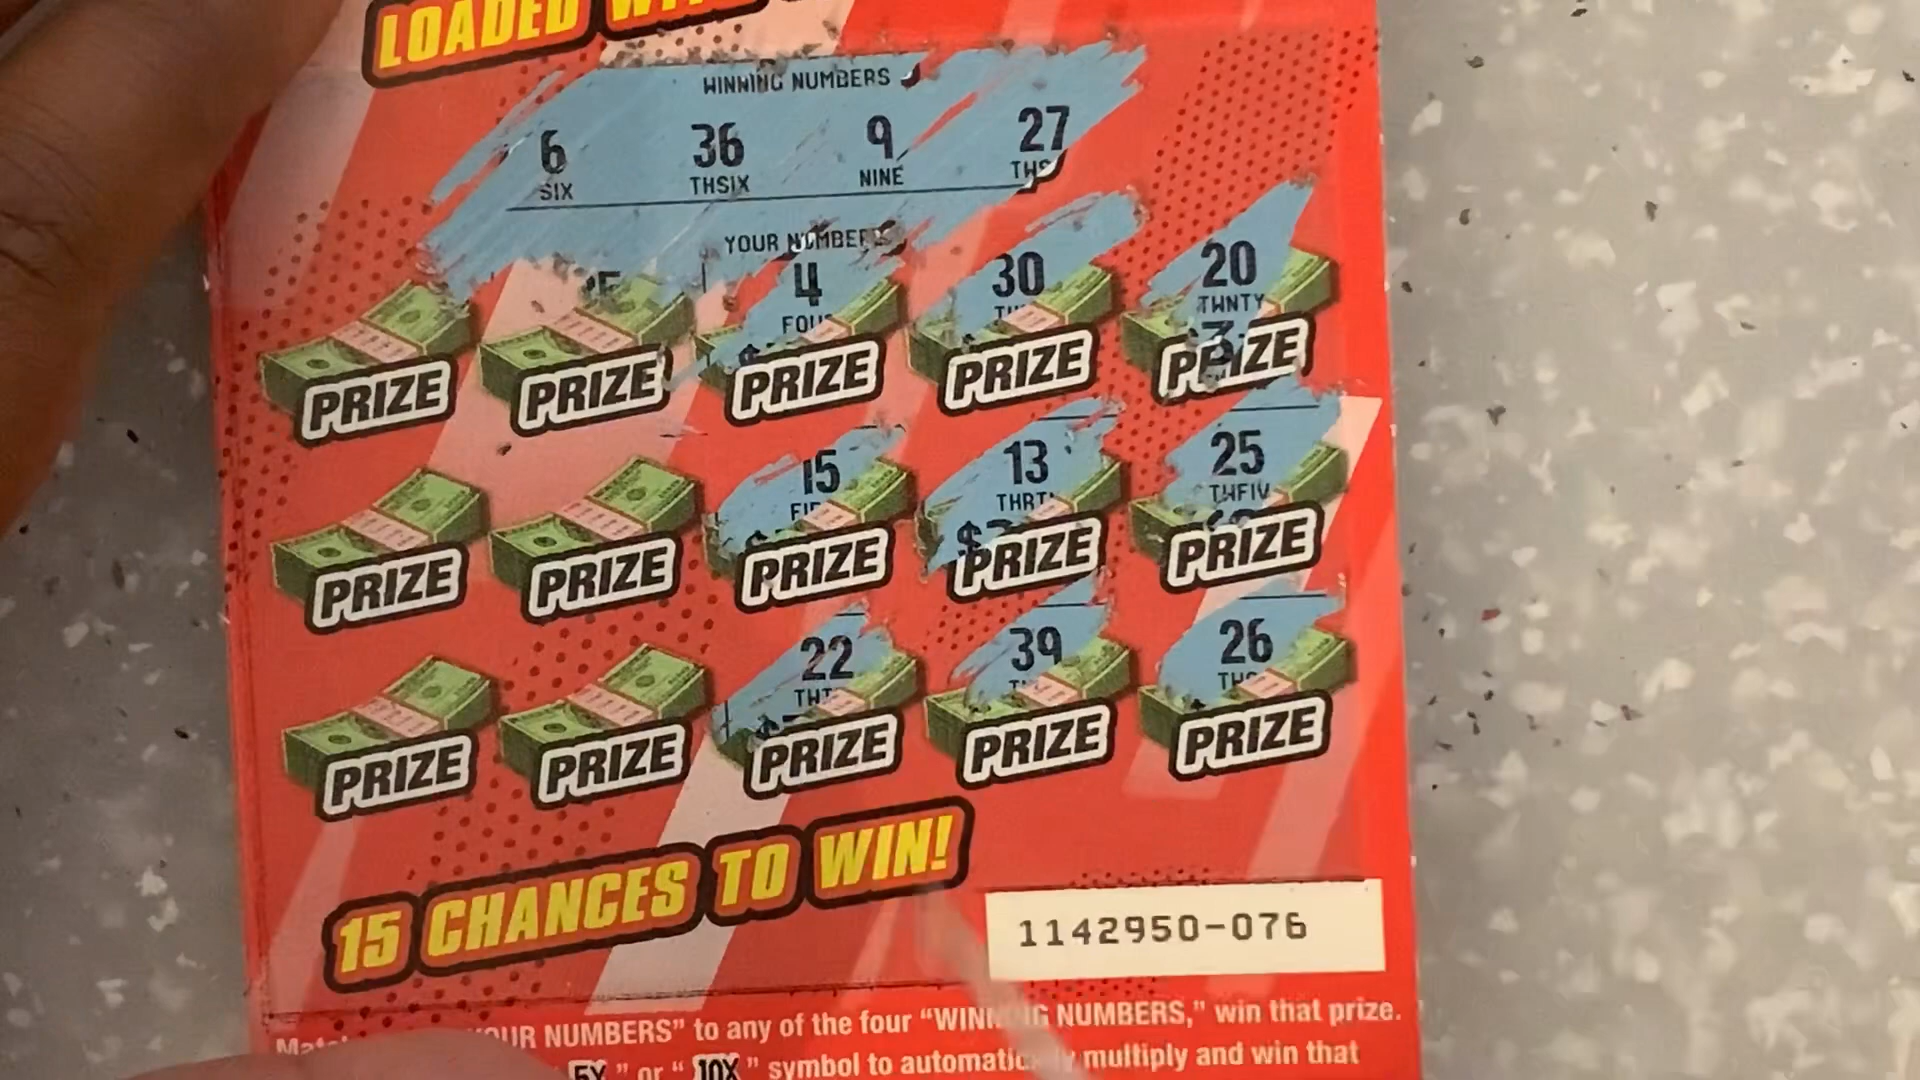 LOADED
WINNING NUMBERS
6 36 9 27
SIX THSIX NINE
YOUR NUMBERS
4 30 20
TWNTY
PRIZE PRIZE PRIZE PRIZE PRIZE
15 13 25
TWFIV
PRIZE PRIZE PRIZE PRIZE PRIZE
22 39 26
PRIZE PRIZE PRIZE PRIZE PRIZE
15 CHANCES TO WIN!
1142950-076
NUMBERS" to any of the four "WINNING NUMBERS," win that prize.
5X" or "10X" symbol to automatically multiply and win that